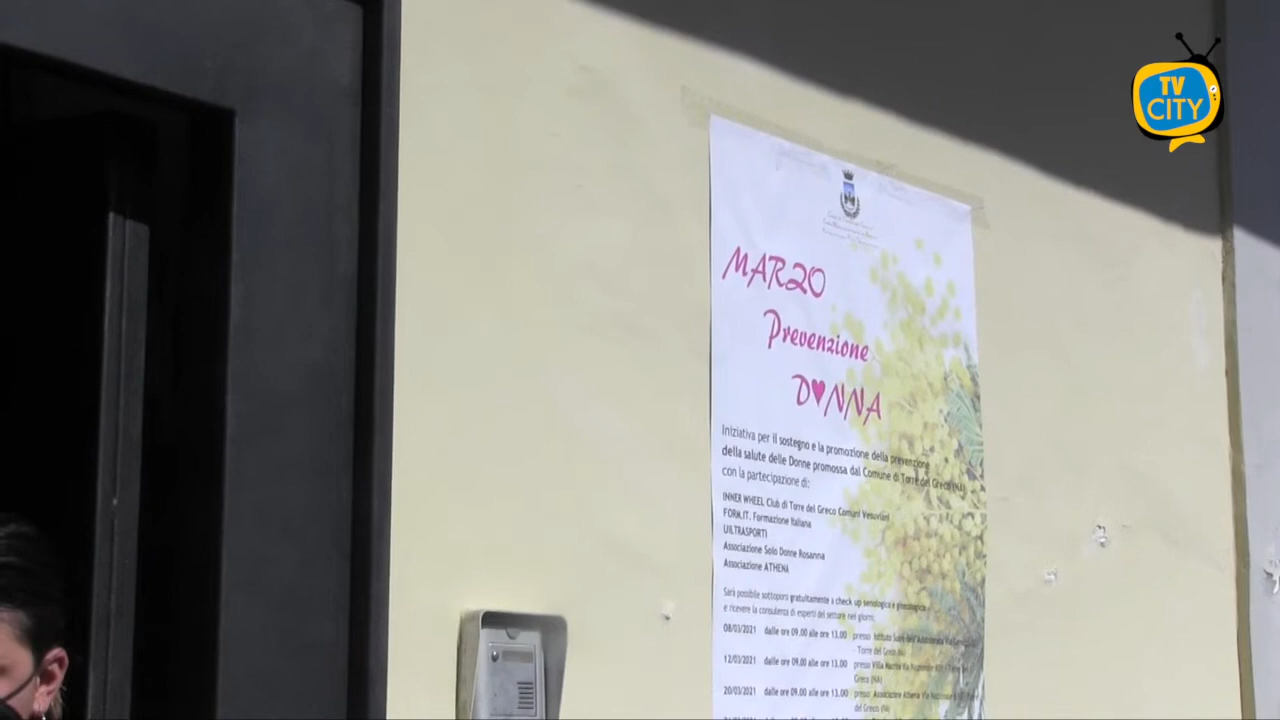 TV
CITY
MARZO
Prevenzione
DONNA
Iniziativa per il sostegno e la promozione della prevenzione
della salute delle Donne promossa dal Comune di Torre del Greco (NA)
con la partecipazione di:
INNER WHEEL Club di Torre del Greco Comuni Vesuviani
FORM.IT. Formazione Italiana
UILTRASPORTI
Associazione Solo Donne Rosanna
Associazione ATHENA
Sarà possibile sottoporsi gratuitamente a check up senologico e ginecologico
e ricevere la consulenza di esperti del settore nei giorni:
08/03/2021 dalle ore 09.00 alle ore 13.00 presso Istituto Suore dell'
- Torre del Greco (NA)
12/03/2021 dalle ore 09.00 alle ore 13.00 presso Villa Via Nazionale
Greco (NA)
20/03/2021 dalle ore 09.00 alle ore 13.00 presso Associazione Athena Via Nazionale
del Greco (NA)